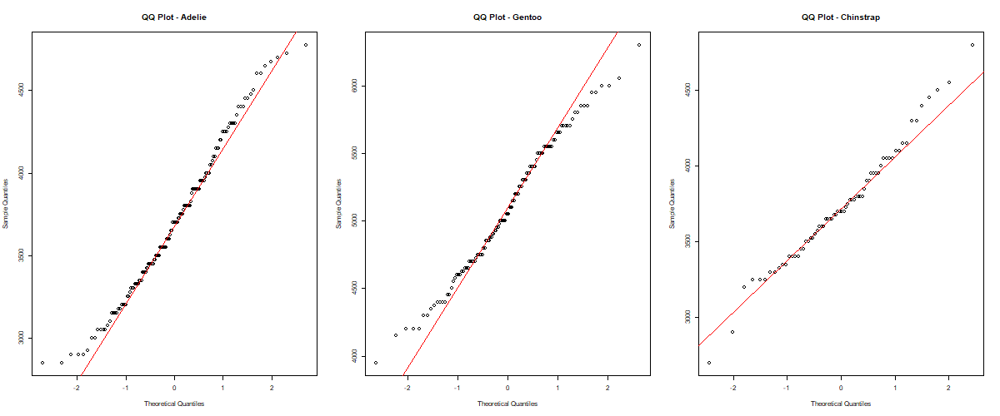 QQ Plot - Adelie
Sample Quantiles
4500
4000
3500
3000
-2 -1 0 1 2
Theoretical Quantiles
QQ Plot - Gentoo
Sample Quantiles
6000
5500
5000
4500
4000
-2 -1 0 1 2
Theoretical Quantiles
QQ Plot - Chinstrap
Sample Quantiles
4500
4000
3500
3000
-2 -1 0 1 2
Theoretical Quantiles